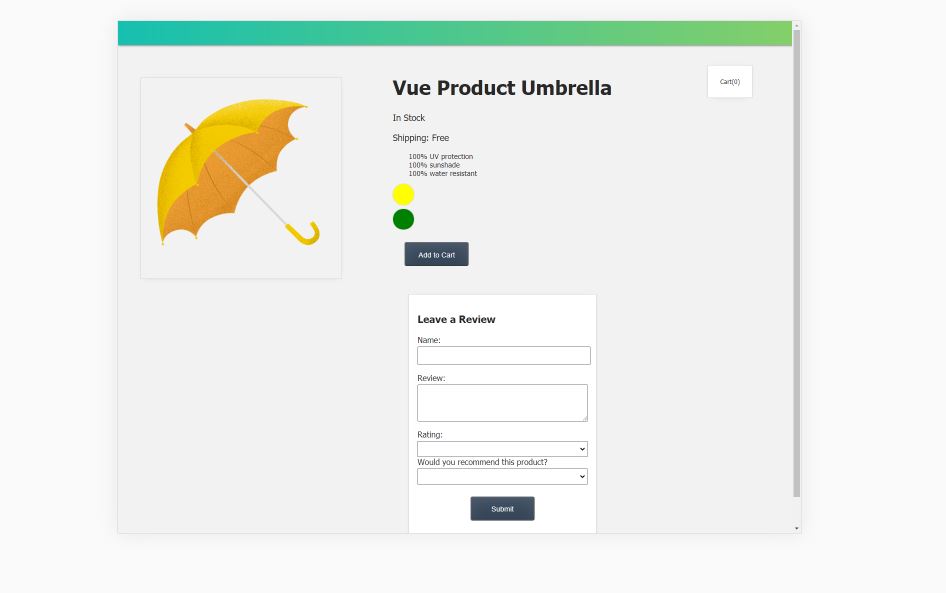 Vue Product Umbrella
Cart(0)
In Stock
Shipping: Free
100% UV protection
100% sunshade
100% water resistant
Add to Cart
Leave a Review
Name:
Review:
Rating:
Would you recommend this product?
Submit